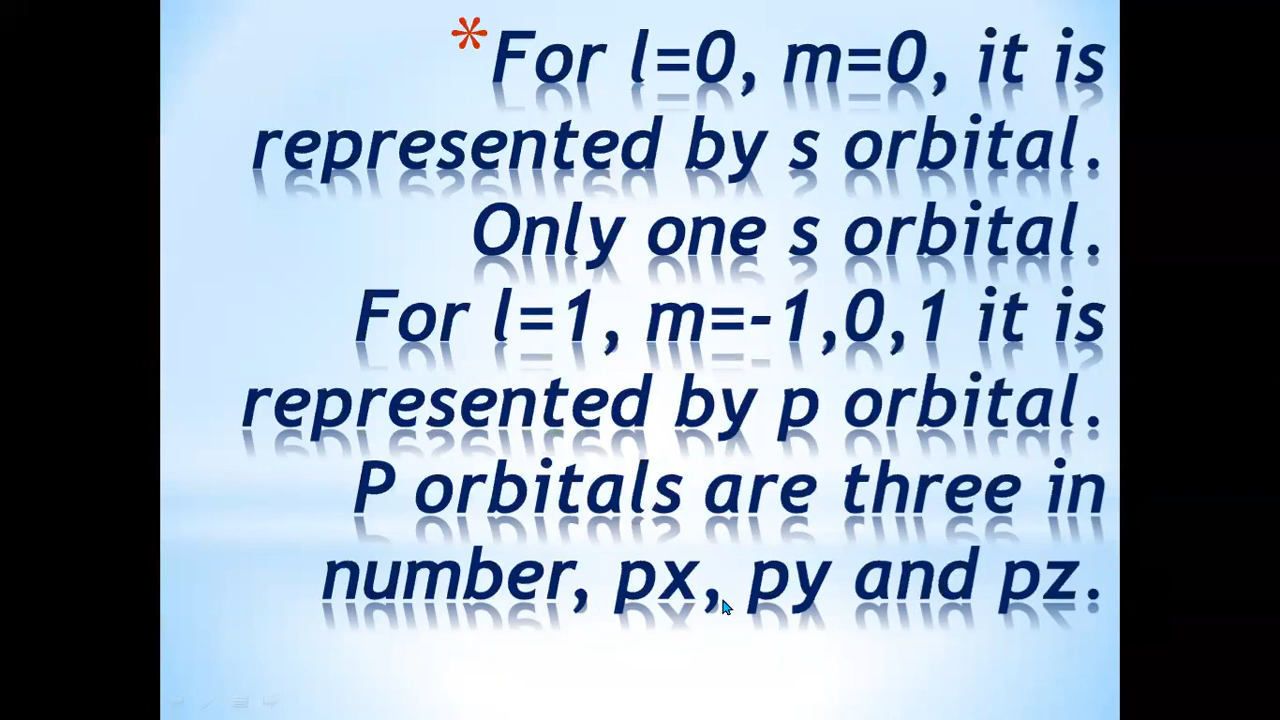 *For l=0, m=0, it is
represented by s orbital.
Only one s orbital.
For l=1, m=-1,0,1 it is
represented by p orbital.
P orbitals are three in
number, px, py and pz.